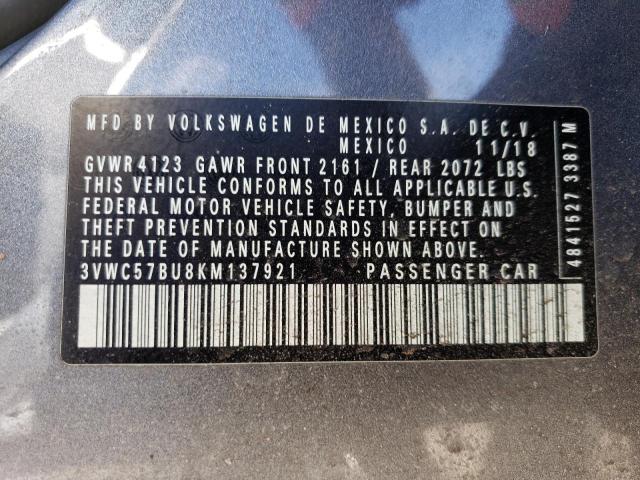 MFD BY VOLKSWAGEN DE MEXICO S.A. DE C.V.
MEXICO 11/18
GVWR 4123 GAWR FRONT 2161 / REAR 2072 LBS
THIS VEHICLE CONFORMS TO ALL APPLICABLE U.S.
FEDERAL MOTOR VEHICLE SAFETY, BUMPER AND
THEFT PREVENTION STANDARDS IN EFFECT ON
THE DATE OF MANUFACTURE SHOWN ABOVE.
3VWC57BU8KM137921 PASSENGER CAR
4841527 3387 M